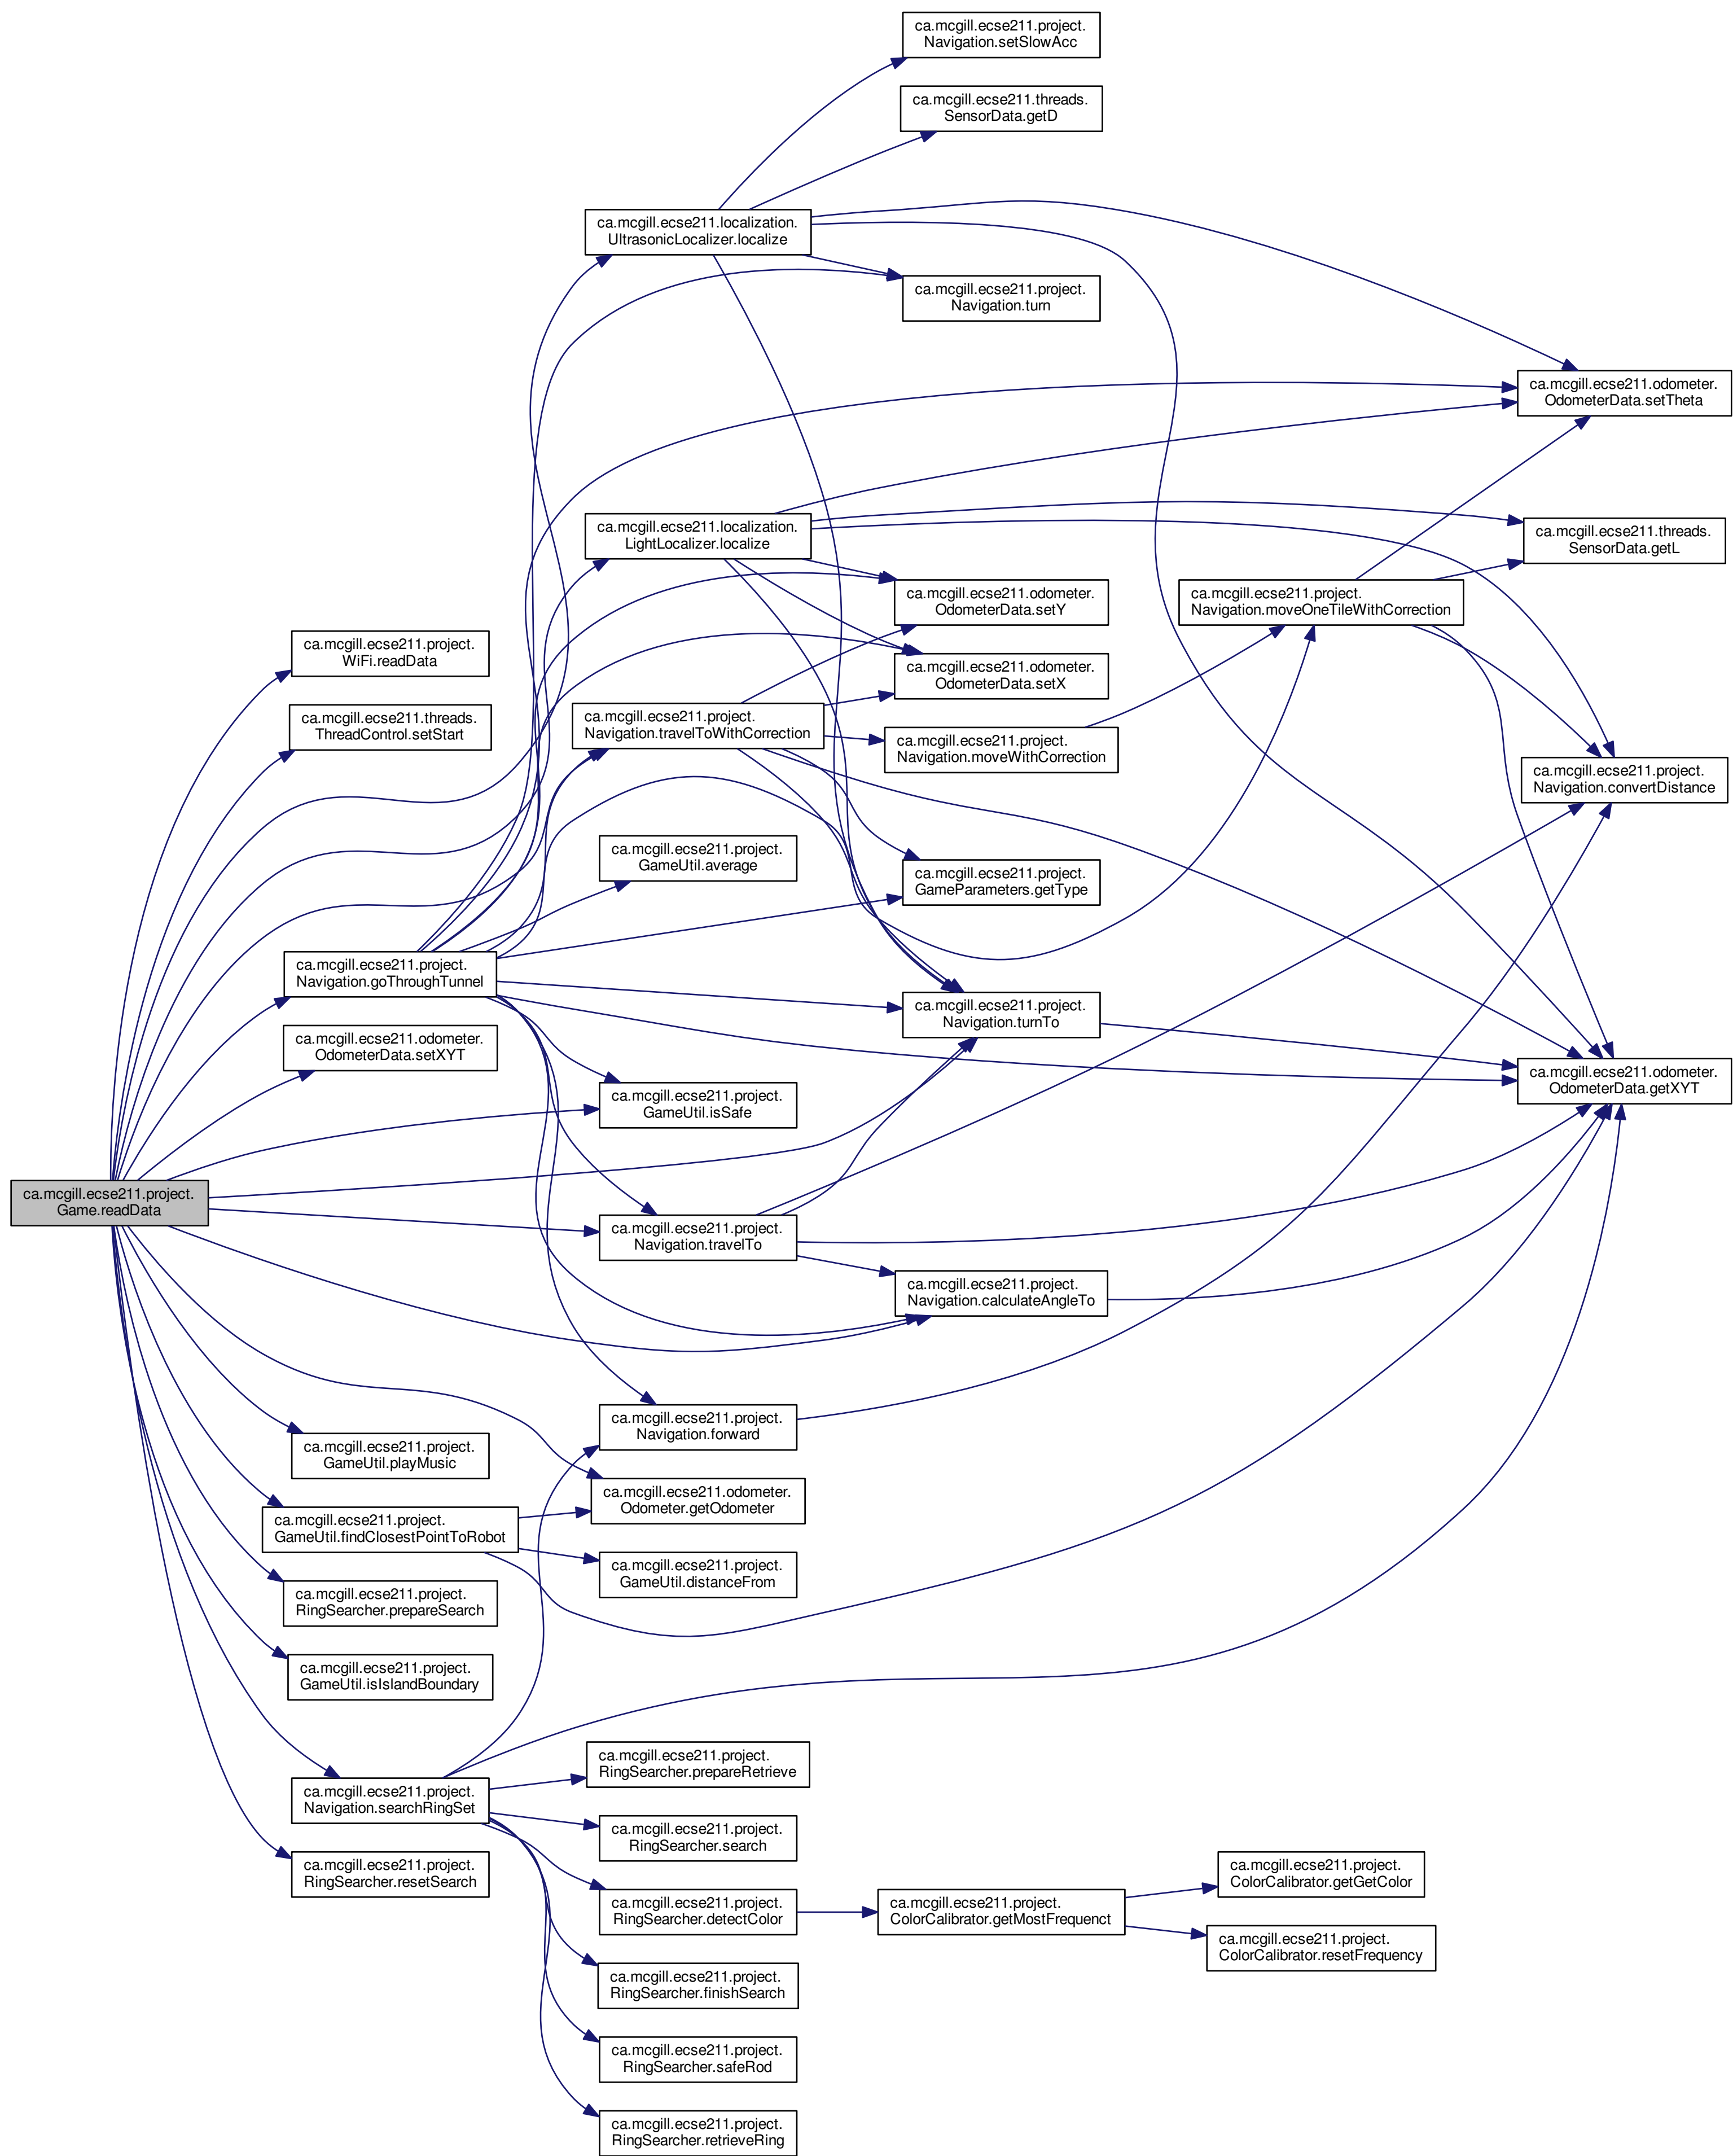 ca.mcgill.ecse211.project.
Navigation.setSlowAcc
ca.mcgill.ecse211.threads.
SensorData.getD
ca.mcgill.ecse211.localization.
UltrasonicLocalizer.localize
ca.mcgill.ecse211.project.
Navigation.turn
ca.mcgill.ecse211.odometer.
OdometerData.setTheta
ca.mcgill.ecse211.localization.
LightLocalizer.localize
ca.mcgill.ecse211.threads.
SensorData.getL
ca.mcgill.ecse211.odometer.
OdometerData.setY
ca.mcgill.ecse211.project.
Navigation.moveOneTileWithCorrection
ca.mcgill.ecse211.project.
WiFi.readData
ca.mcgill.ecse211.odometer.
OdometerData.setX
ca.mcgill.ecse211.threads.
ThreadControl.setStart
ca.mcgill.ecse211.project.
Navigation.travelToWithCorrection
ca.mcgill.ecse211.project.
Navigation.moveWithCorrection
ca.mcgill.ecse211.project.
Navigation.convertDistance
ca.mcgill.ecse211.project.
GameUtil.average
ca.mcgill.ecse211.project.
GameParameters.getType
ca.mcgill.ecse211.project.
Navigation.goThroughTunnel
ca.mcgill.ecse211.project.
Navigation.turnTo
ca.mcgill.ecse211.odometer.
OdometerData.setXYT
ca.mcgill.ecse211.odometer.
OdometerData.getXYT
ca.mcgill.ecse211.project.
GameUtil.isSafe
ca.mcgill.ecse211.project.
Game.readData
ca.mcgill.ecse211.project.
Navigation.travelTo
ca.mcgill.ecse211.project.
Navigation.calculateAngleTo
ca.mcgill.ecse211.project.
Navigation.forward
ca.mcgill.ecse211.project.
GameUtil.playMusic
ca.mcgill.ecse211.odometer.
Odometer.getOdometer
ca.mcgill.ecse211.project.
GameUtil.findClosestPointToRobot
ca.mcgill.ecse211.project.
GameUtil.distanceFrom
ca.mcgill.ecse211.project.
RingSearcher.prepareSearch
ca.mcgill.ecse211.project.
GameUtil.isIslandBoundary
ca.mcgill.ecse211.project.
RingSearcher.prepareRetrieve
ca.mcgill.ecse211.project.
Navigation.searchRingSet
ca.mcgill.ecse211.project.
RingSearcher.search
ca.mcgill.ecse211.project.
RingSearcher.resetSearch
ca.mcgill.ecse211.project.
ColorCalibrator.getGetColor
ca.mcgill.ecse211.project.
RingSearcher.detectColor
ca.mcgill.ecse211.project.
ColorCalibrator.getMostFrequenct
ca.mcgill.ecse211.project.
ColorCalibrator.resetFrequency
ca.mcgill.ecse211.project.
RingSearcher.finishSearch
ca.mcgill.ecse211.project.
RingSearcher.safeRod
ca.mcgill.ecse211.project.
RingSearcher.retrieveRing